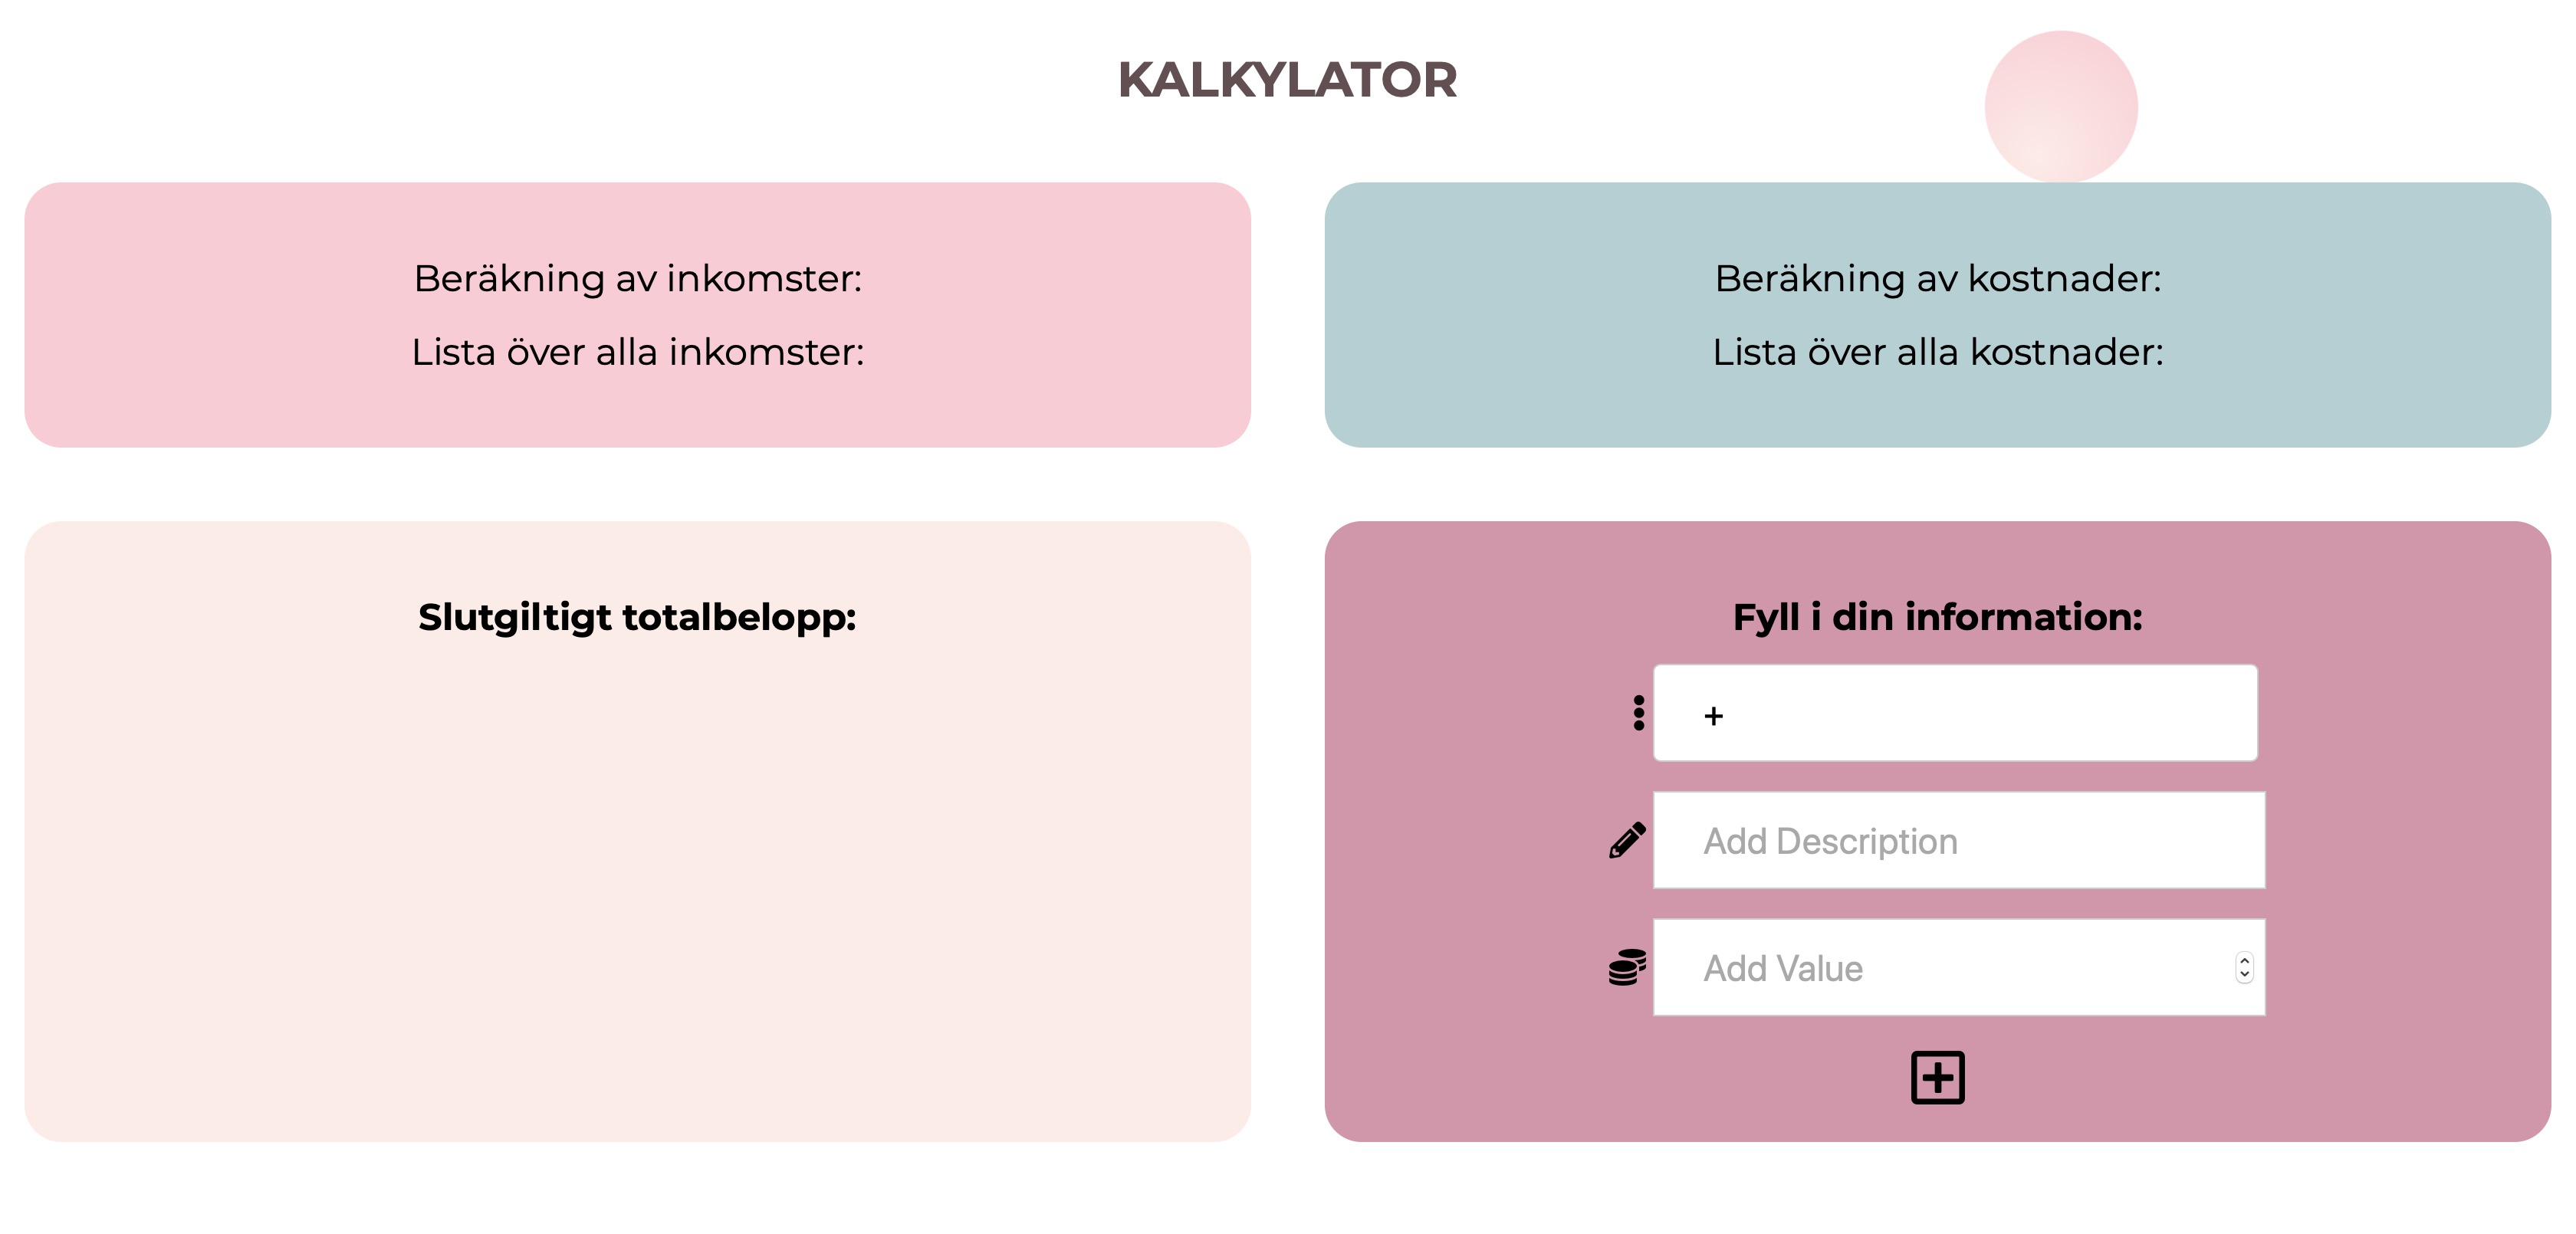 KALKYLATOR
Beräkning av inkomster:
Lista över alla inkomster:
Beräkning av kostnader:
Lista över alla kostnader:
Slutgiltigt totalbelopp:
Fyll i din information:
+
Add Description
Add Value